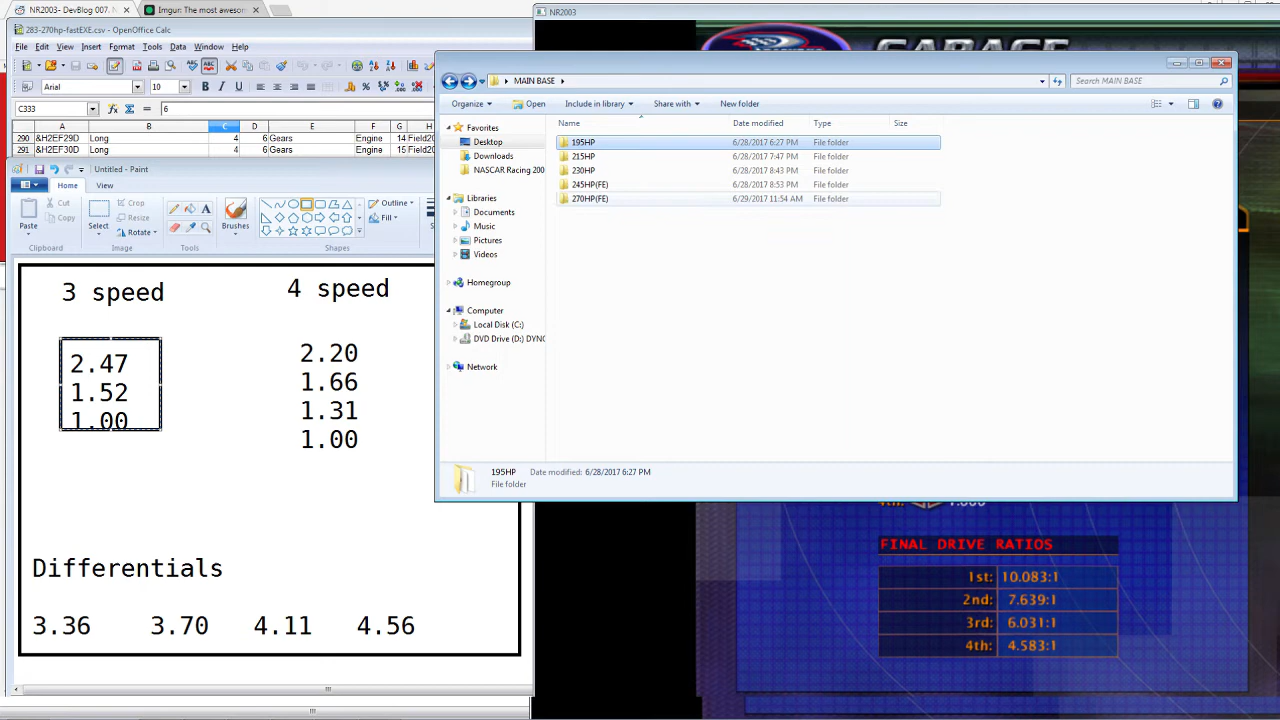 NR2003- DevBlog 007. N
Imgur: The most awesom
NR2003
283-270hp-fastEXE.csv - OpenOffice Calc
GARAGE
File Edit View Insert Format Tools Data Window Help
MAIN BASE
Search MAIN BASE
Arial 10
Organize Open Include in library Share with New folder
C333 6
Name Date modified Type Size
A B C D E F G H
Favorites
Desktop
Downloads
NASCAR Racing 200
Libraries
Documents
Music
Pictures
Videos
Homegroup
Computer
Local Disk (C:)
DVD Drive (D:) DYNO
Network
195HP 6/28/2017 6:27 PM File folder
215HP 6/28/2017 7:47 PM File folder
230HP 6/28/2017 8:43 PM File folder
245HP(FE) 6/28/2017 8:53 PM File folder
270HP(FE) 6/29/2017 11:54 AM File folder
195HP Date modified: 6/28/2017 6:27 PM
File folder
290 &H2EF29D Long 4 6 Gears Engine 14 Field20
291 &H2EF30D Long 4 6 Gears Engine 15 Field2
Untitled - Paint
Home View
Paste
Cut
Copy
Clipboard
Select
Crop
Resize
Rotate
Image
Tools
Brushes
Outline
Fill
Shapes
3 speed
2.47
1.52
1.00
4 speed
2.20
1.66
1.31
1.00
Differentials
3.36 3.70 4.11 4.56
FINAL DRIVE RATIOS
1st: 10.083:1
2nd: 7.639:1
3rd: 6.031:1
4th: 4.583:1